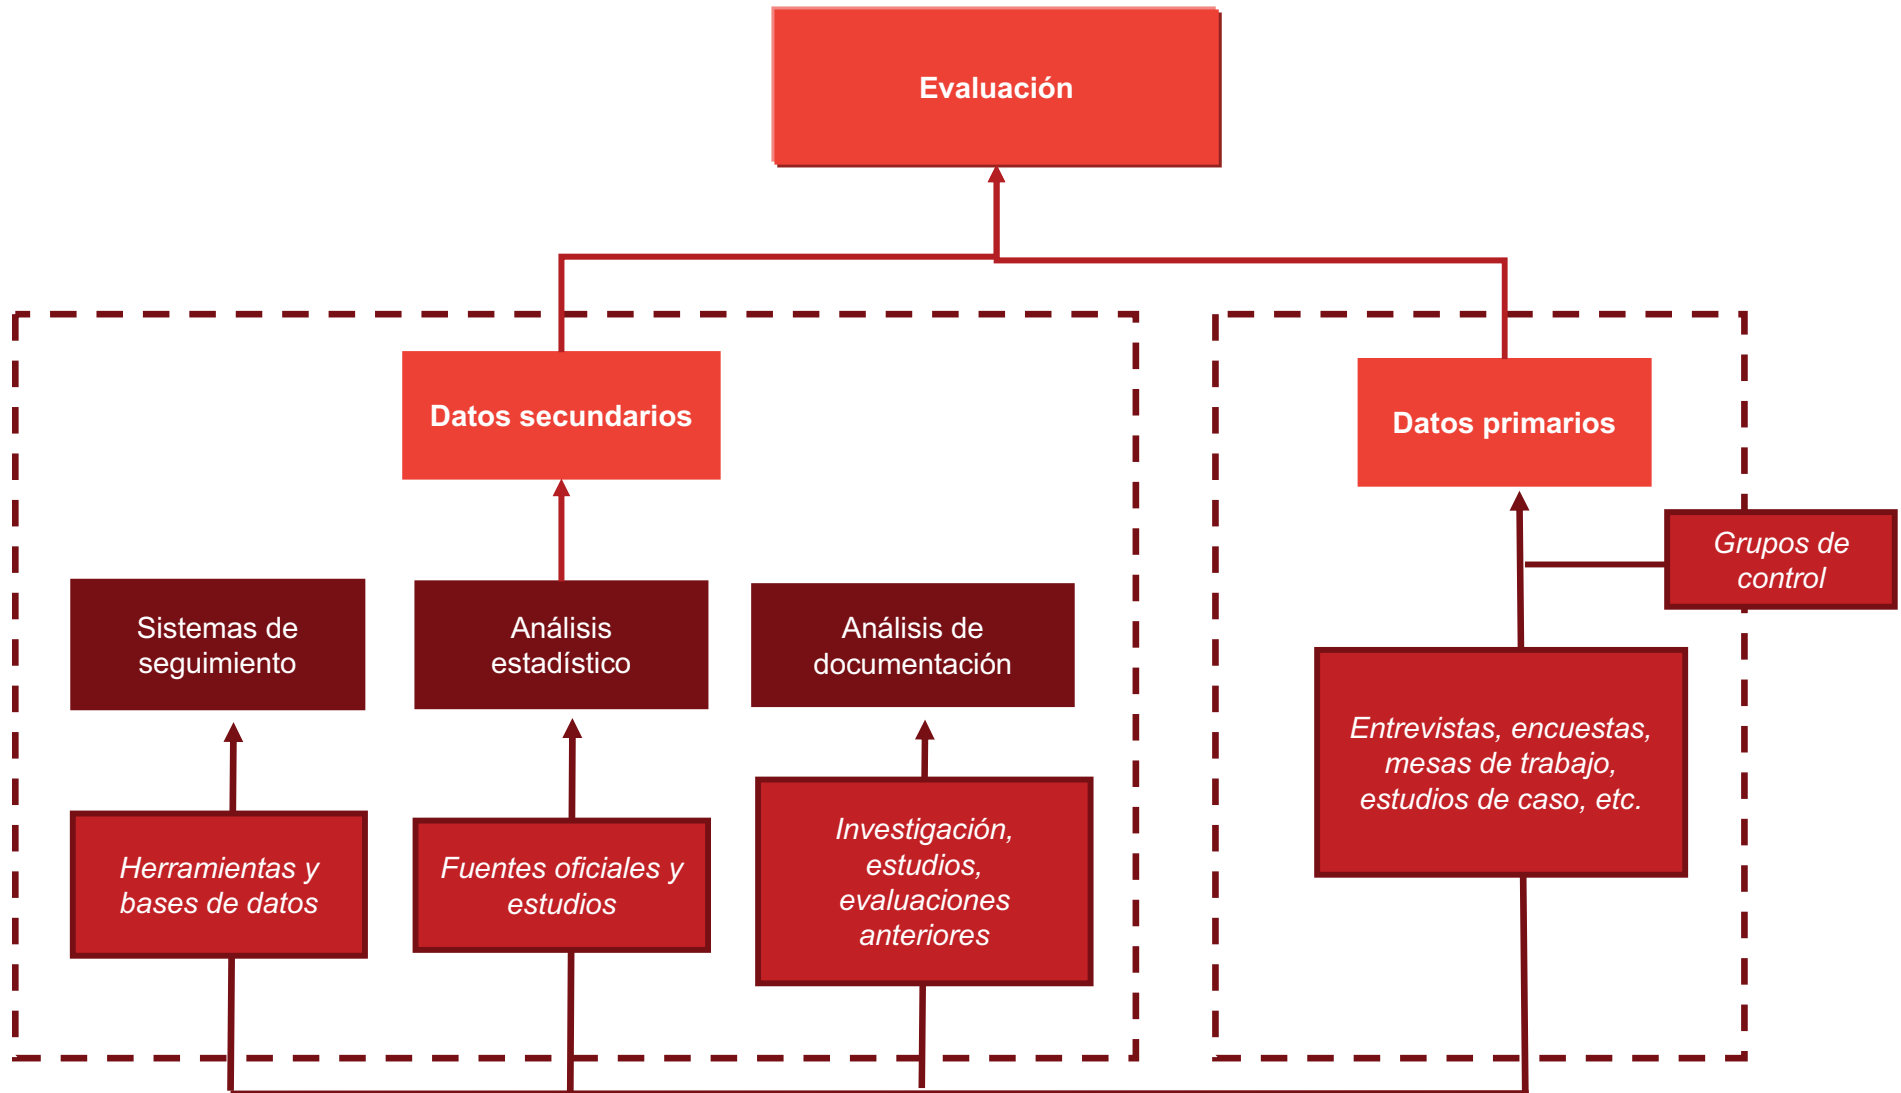 Evaluación
Datos secundarios
Datos primarios
Grupos de
control
Sistemas de
seguimiento
Análisis
estadístico
Análisis de
documentación
Entrevistas, encuestas,
mesas de trabajo,
estudios de caso, etc.
Herramientas y
bases de datos
Fuentes oficiales y
estudios
Investigación,
estudios,
evaluaciones
anteriores